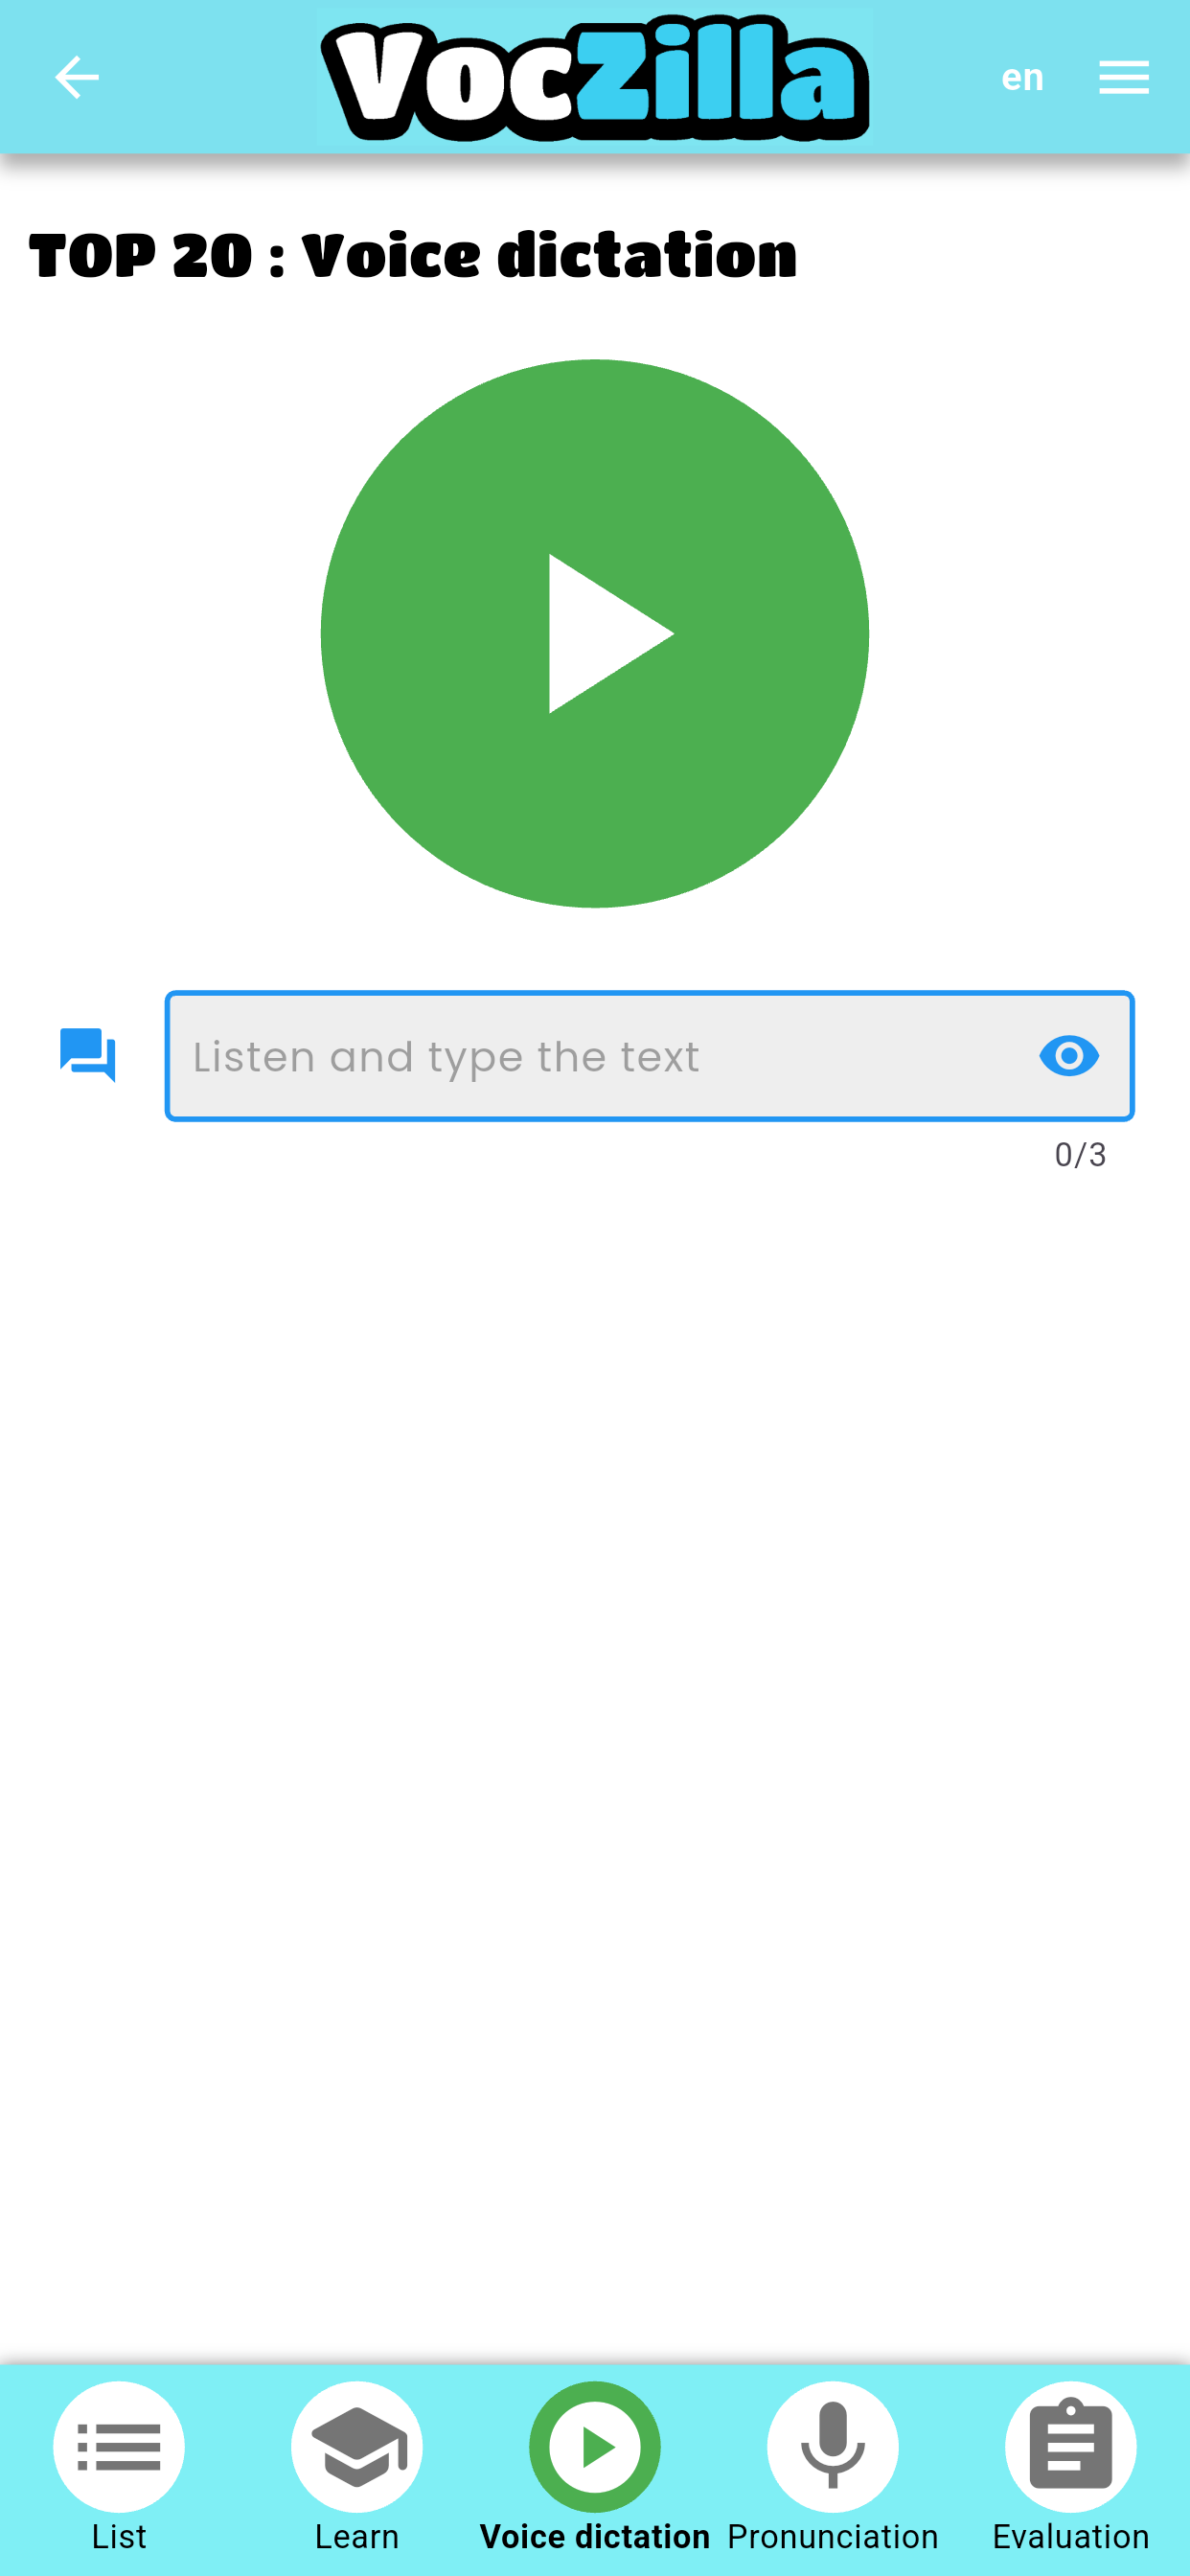 VocZilla
en
TOP 20 : Voice dictation
Listen and type the text
0/3
List
Learn
Voice dictation
Pronunciation
Evaluation